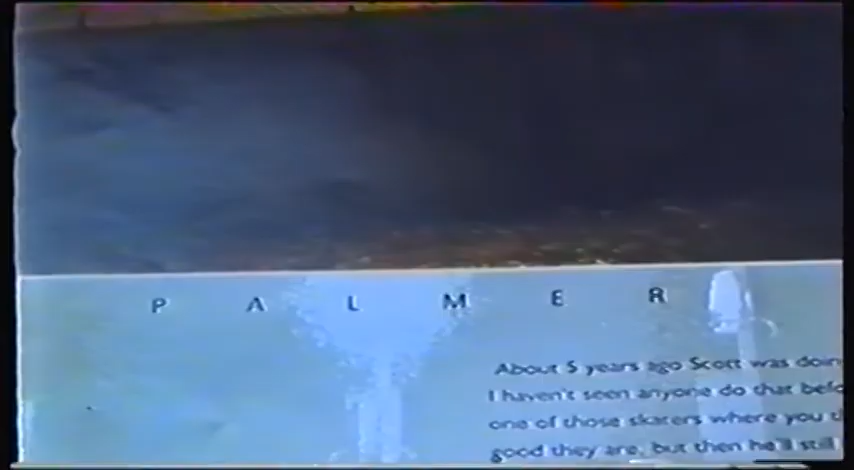 P A L M E R
About 5 years ago Scott was doin
I haven't seen anyone do that befo
one of those skaters where you th
good they are, but then he'll still